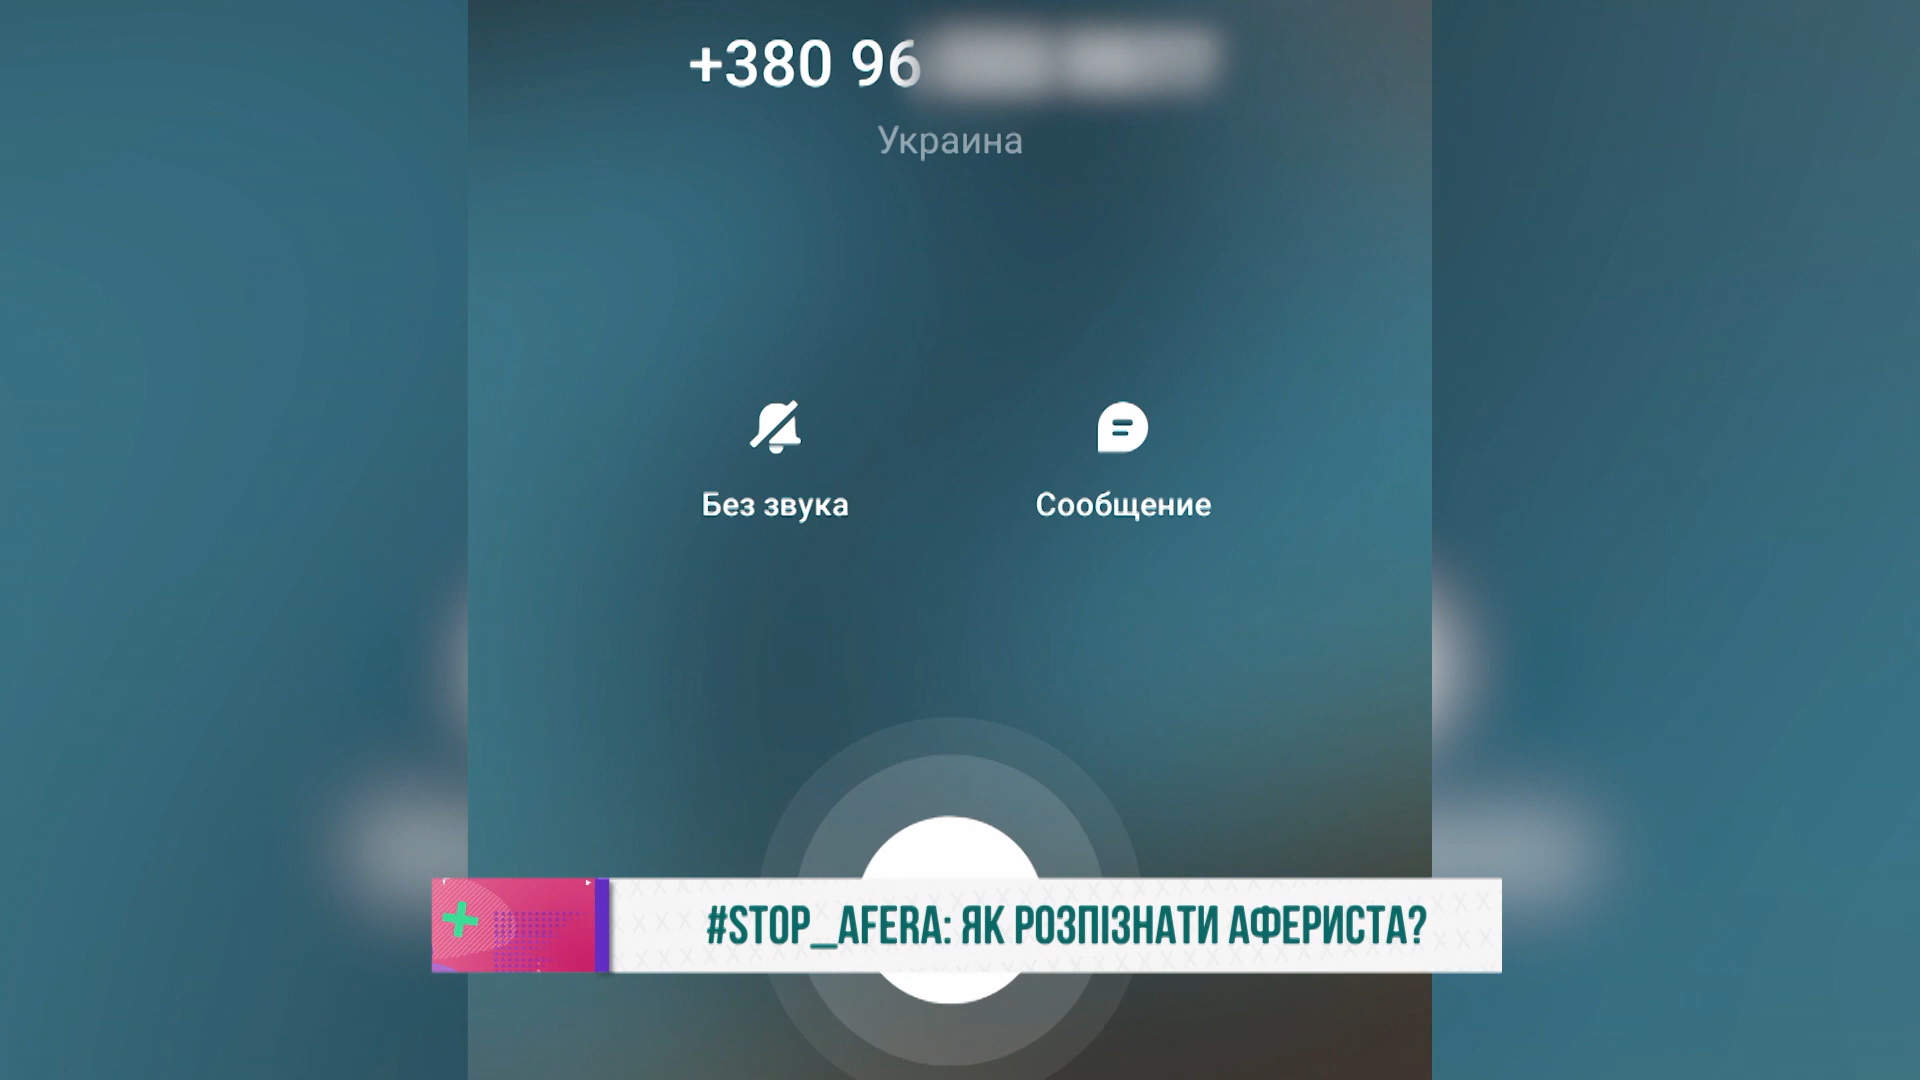 +380 96
Украина
Без звука
Сообщение
#STOP_AFERA: ЯК РОЗПІЗНАТИ АФЕРИСТА?